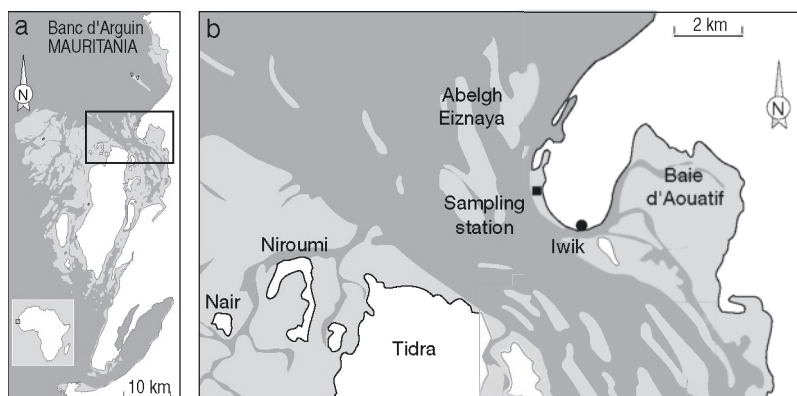 a
Banc d'Arguin
MAURITANIA
N
10 km
b
2 km
N
Abelgh
Eiznaya
Baie
d'Aouatif
Sampling
station
Iwik
Niroumi
Nair
Tidra